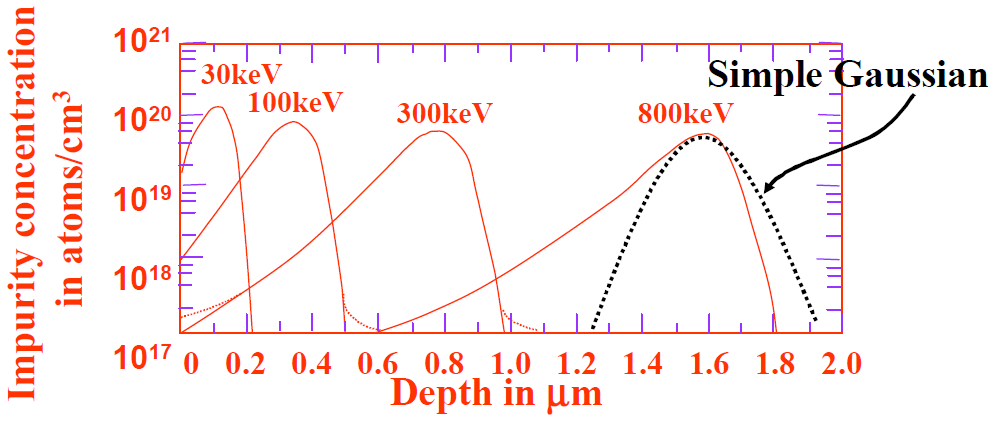 Impurity concentration
in atoms/cm³
10²¹
10²⁰
10¹⁹
10¹⁸
10¹⁷
30keV
100keV
300keV
800keV
Simple Gaussian
0 0.2 0.4 0.6 0.8 1.0 1.2 1.4 1.6 1.8 2.0
Depth in μm